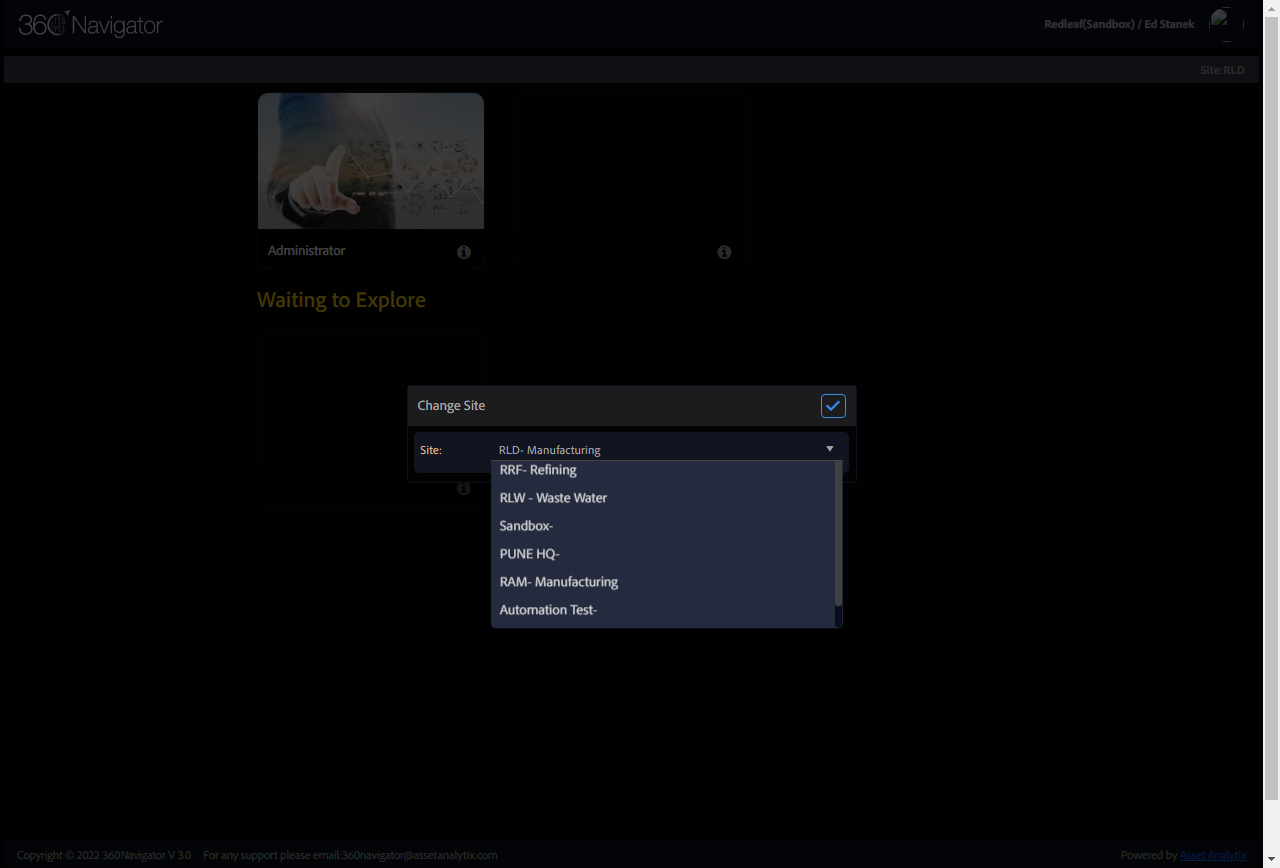 360 Navigator
Redleaf(Sandbox) / Ed Stanek
Site:RLD
Administrator
Waiting to Explore
Change Site
Site:
RLD- Manufacturing
RRF- Refining
RLW - Waste Water
Sandbox-
PUNE HQ-
RAM- Manufacturing
Automation Test-
Copyright © 2022 360Navigator V 3.0 For any support please email:360navigator@assetanalytix.com
Powered by Asset Analytix